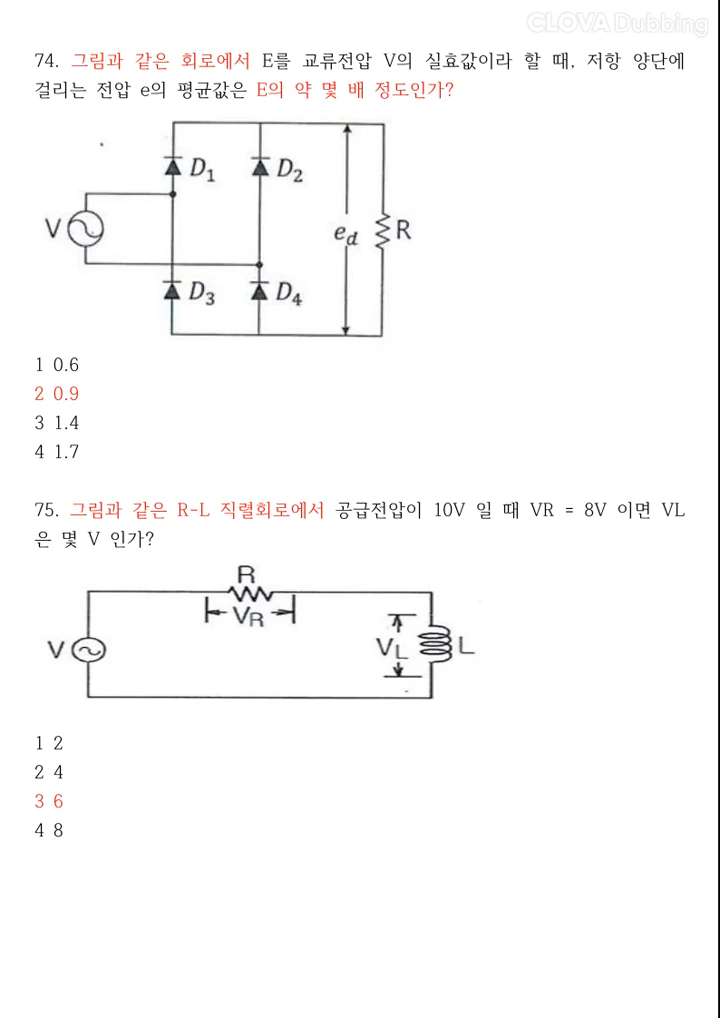 CLOVA Dubbing
74. 그림과 같은 회로에서 E를 교류전압 V의 실효값이라 할 때, 저항 양단에
걸리는 전압 e의 평균값은 E의 약 몇 배 정도인가?
D1
D2
V
ed
R
D3
D4
1 0.6
2 0.9
3 1.4
4 1.7
75. 그림과 같은 R-L 직렬회로에서 공급전압이 10V 일 때 VR = 8V 이면 VL
은 몇 V 인가?
R
VR
V
VL
L
1 2
2 4
3 6
4 8